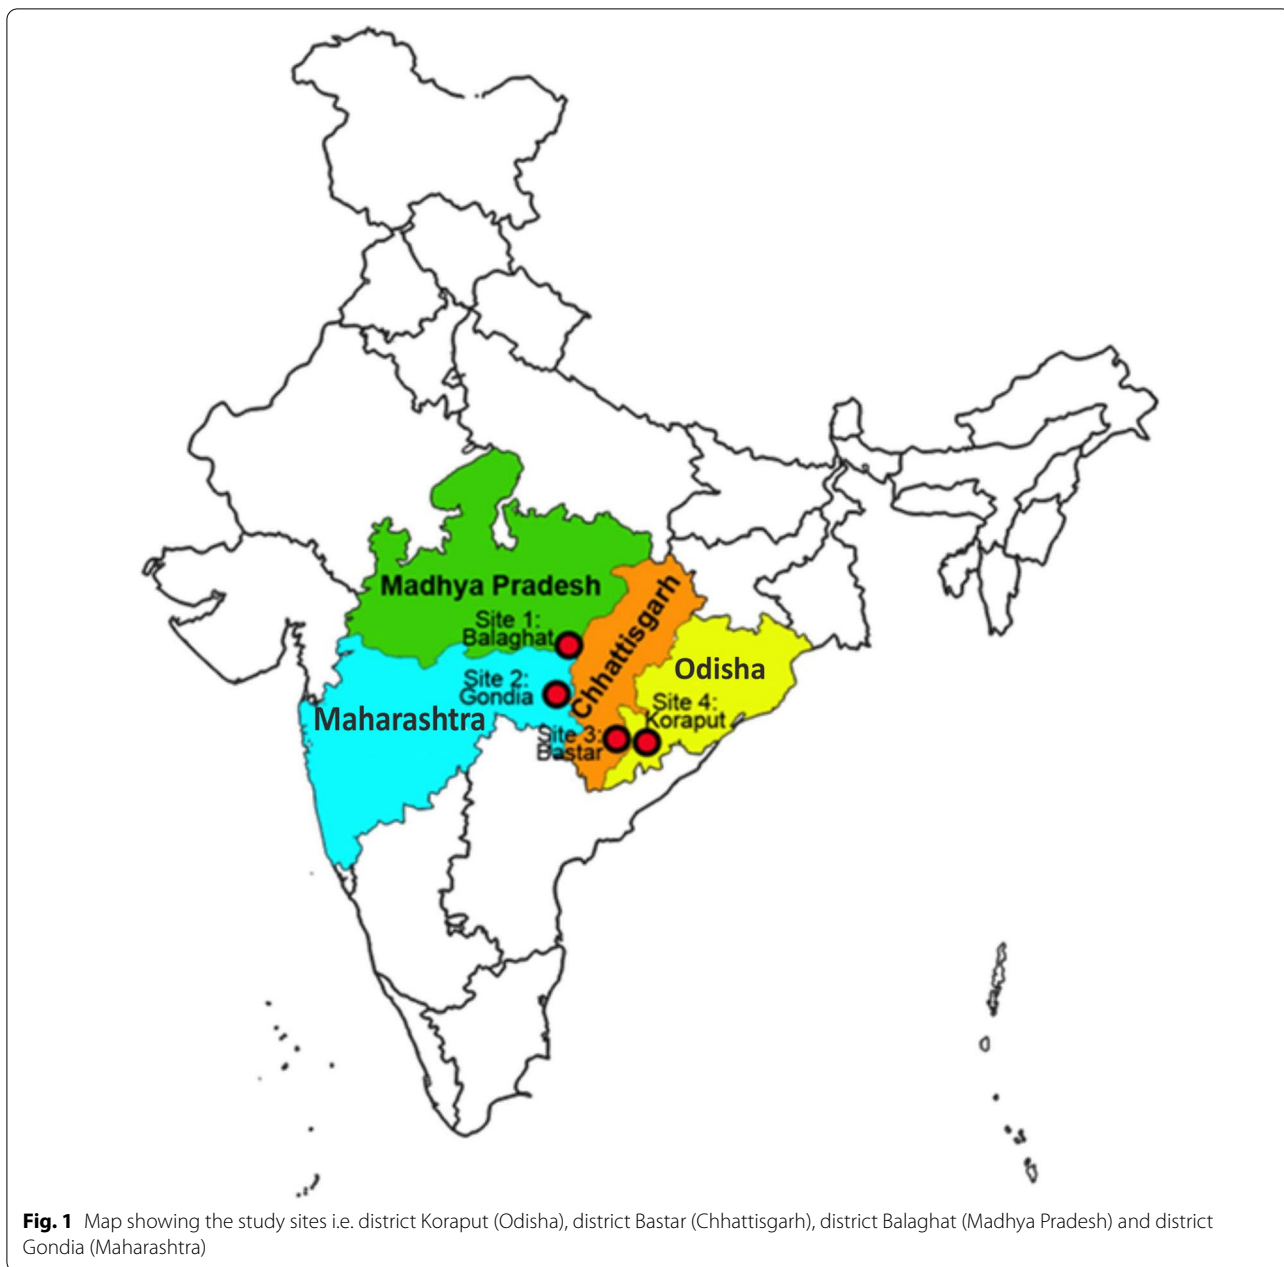 Madhya Pradesh
Site 1:
Balaghat
Chhattisgarh
Odisha
Site 2:
Gondia
Site 4:
Koraput
Maharashtra
Site 3:
Bastar
Fig. 1 Map showing the study sites i.e. district Koraput (Odisha), district Bastar (Chhattisgarh), district Balaghat (Madhya Pradesh) and district
Gondia (Maharashtra)